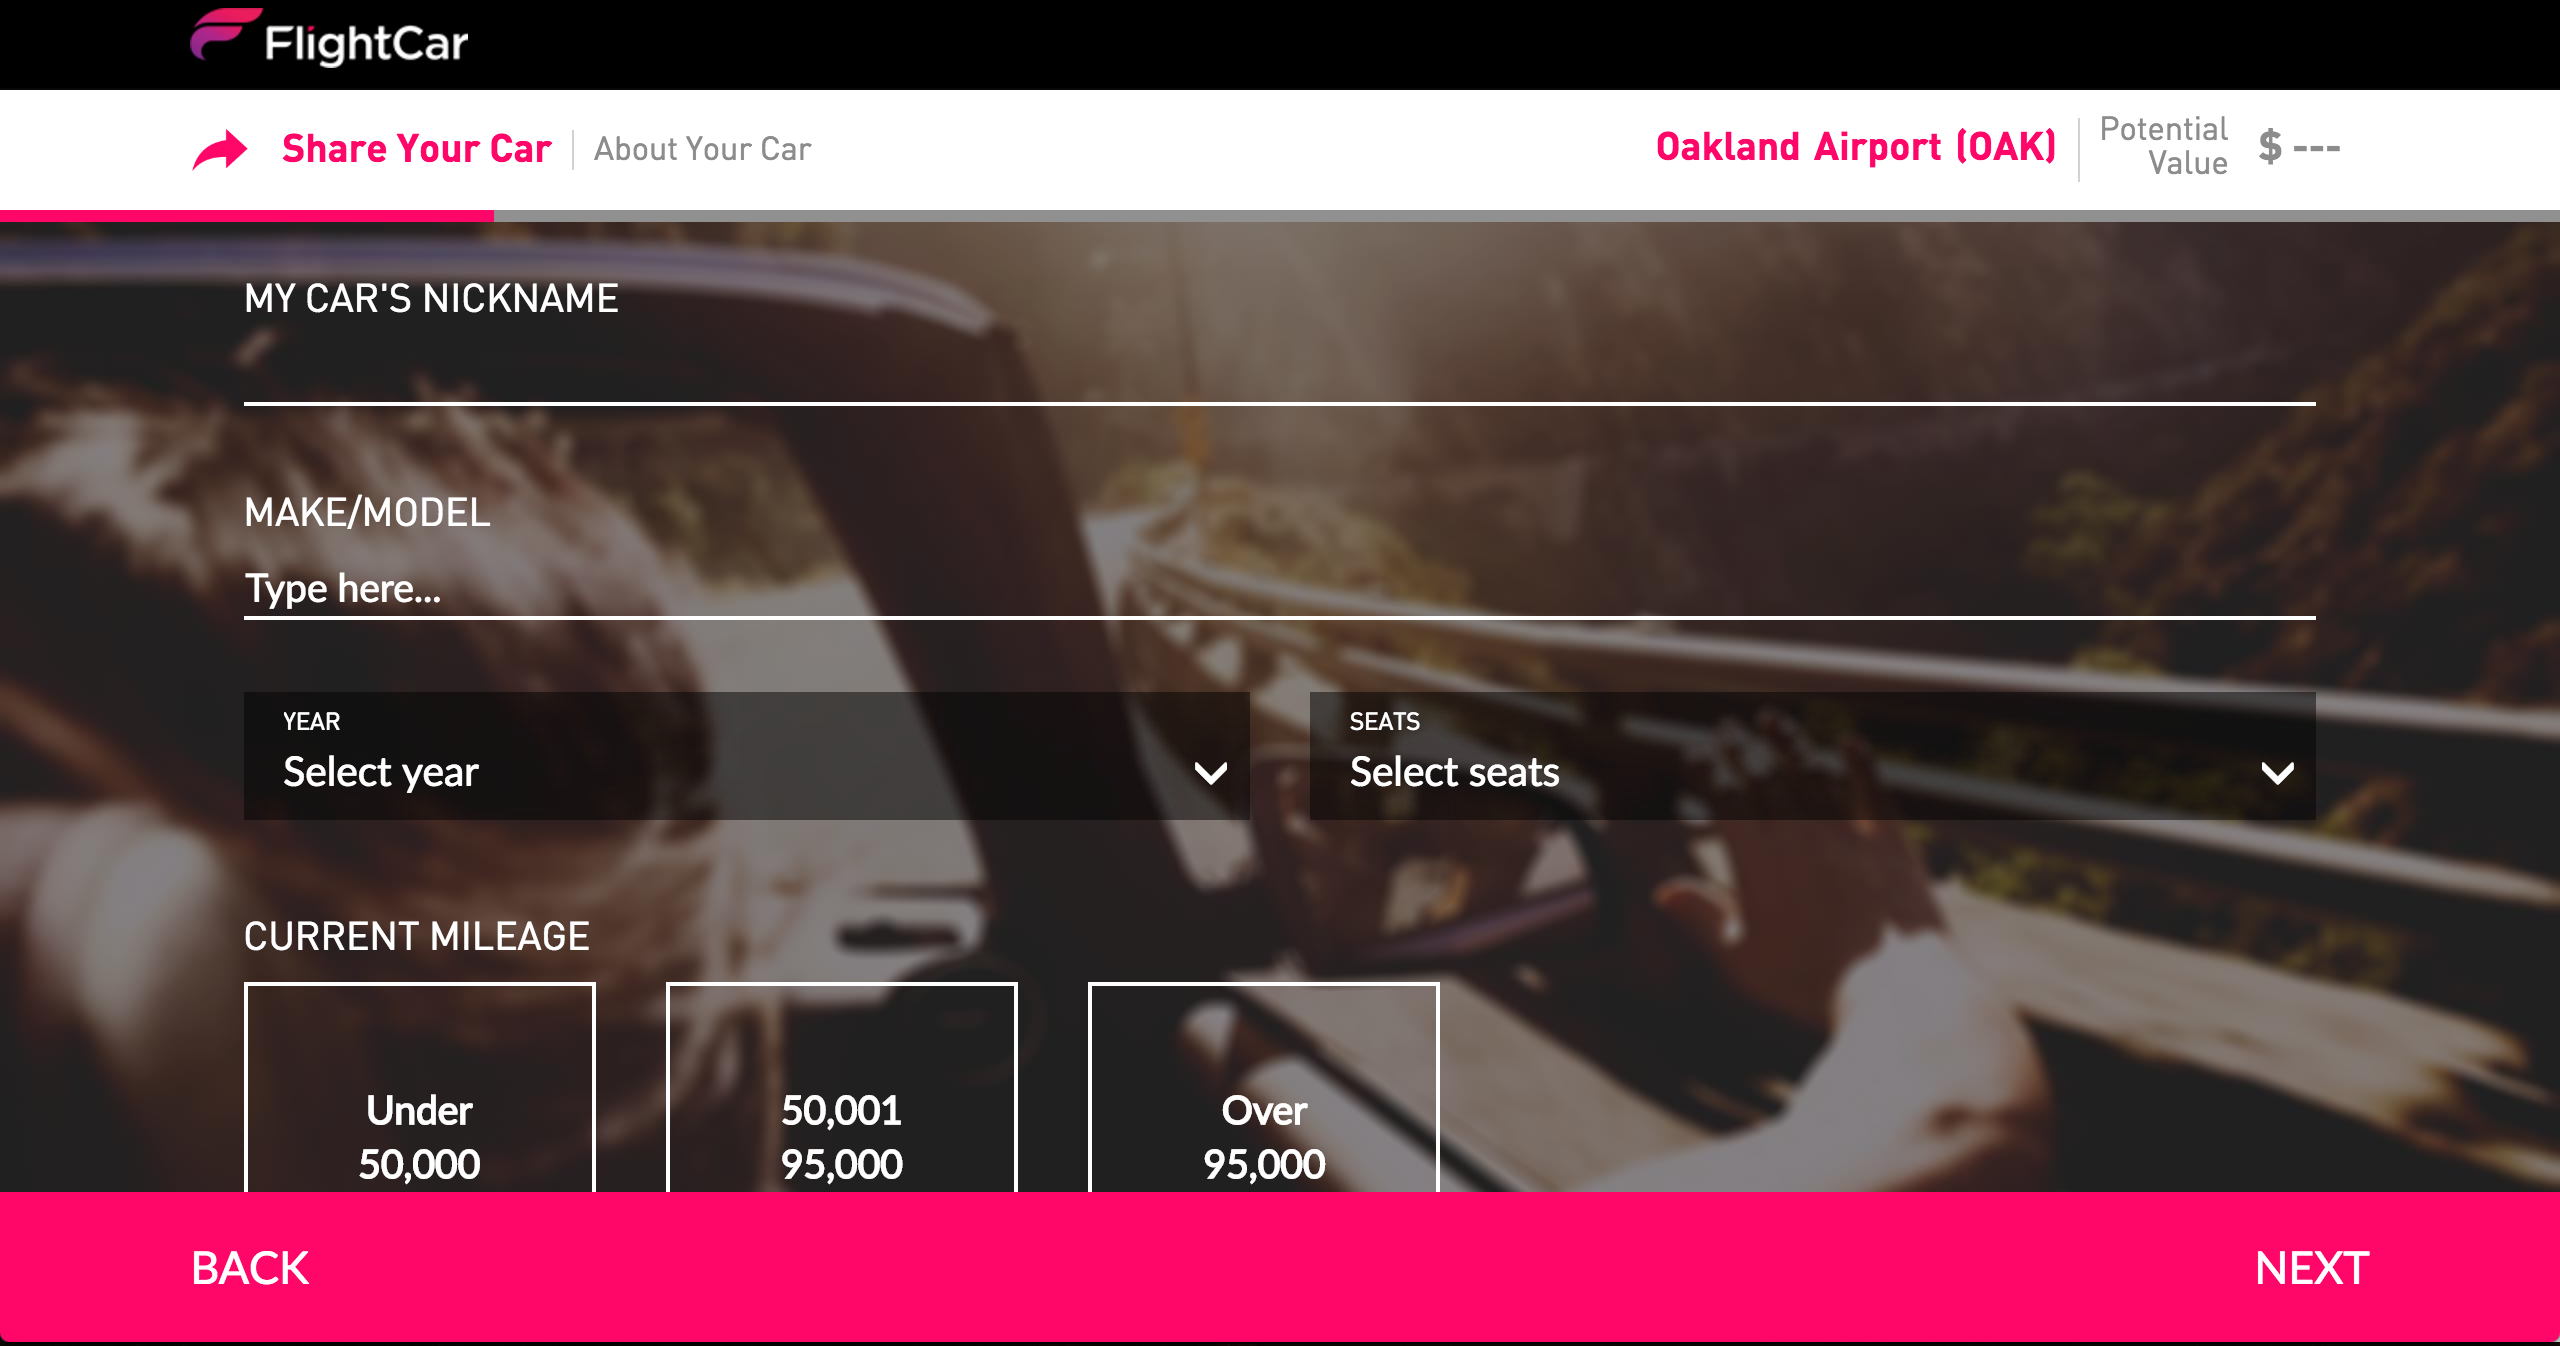 FlightCar
Share Your Car
About Your Car
Oakland Airport (OAK)
Potential
Value
$ ---
MY CAR'S NICKNAME
MAKE/MODEL
Type here...
YEAR
Select year
SEATS
Select seats
CURRENT MILEAGE
Under
50,000
50,001
95,000
Over
95,000
BACK
NEXT